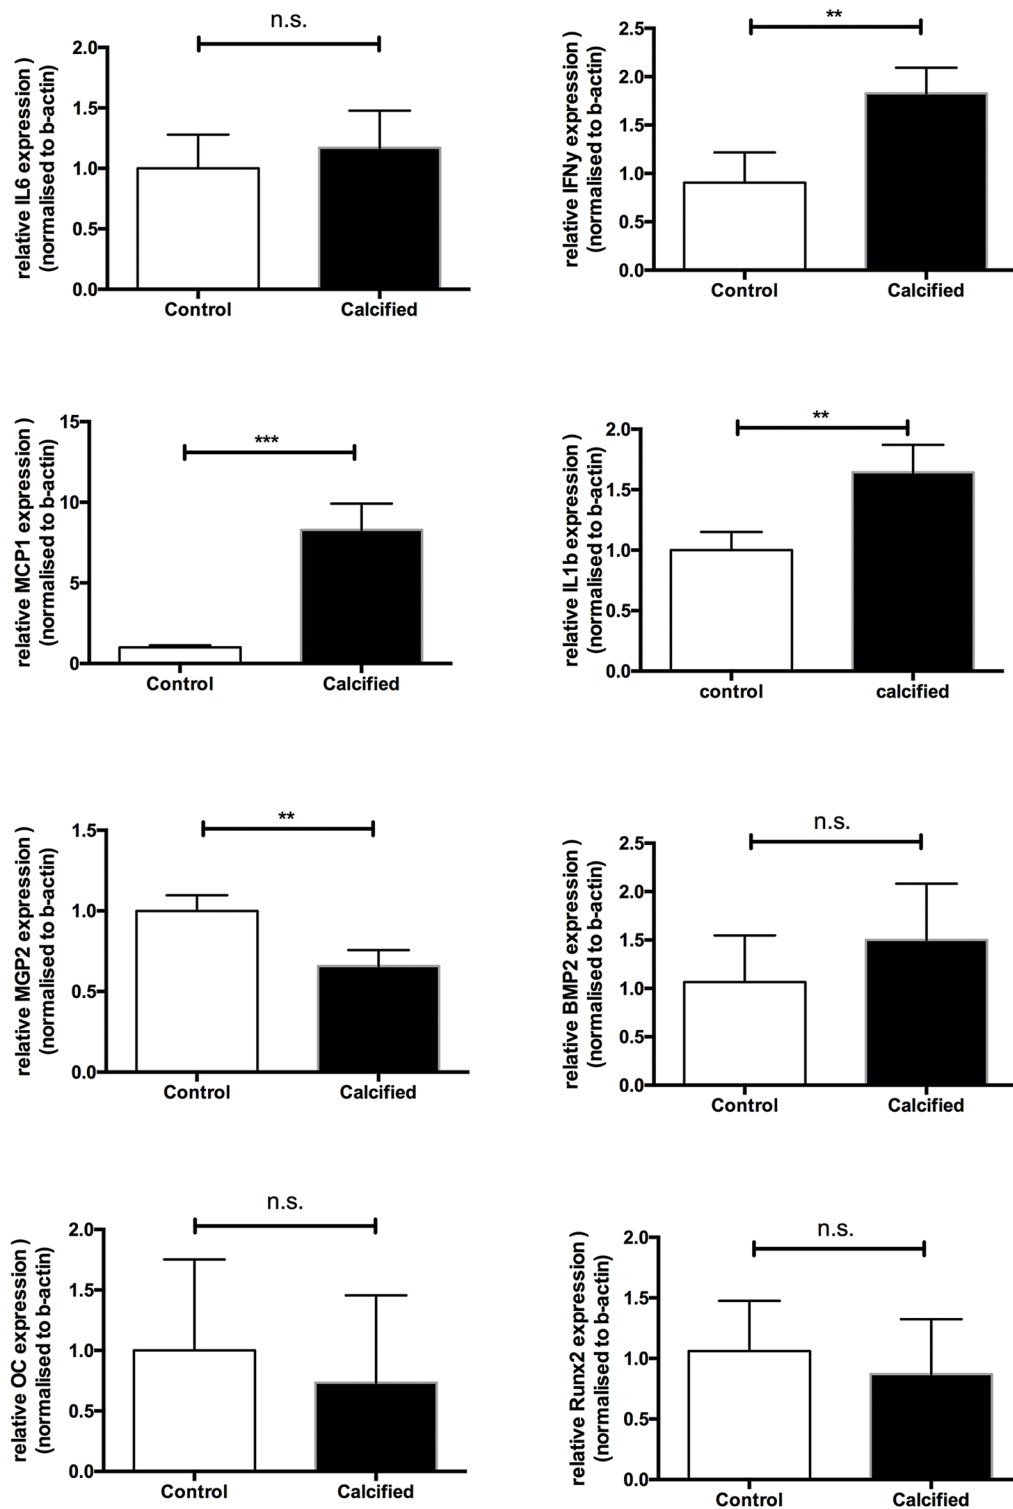 n.s.
relative IL6 expression )
(normalised to b-actin)
2.0
1.5
1.0
0.5
0.0
Control Calcified
**
relative IFNy expression )
(normalised to b-actin)
2.5
2.0
1.5
1.0
0.5
0.0
Control Calcified
***
relative MCP1 expression )
(normalised to b-actin)
15
10
5
0
Control Calcified
**
relative IL1b expression )
(normalised to b-actin)
2.0
1.5
1.0
0.5
0.0
control calcified
**
relative MGP2 expression )
(normalised to b-actin)
1.5
1.0
0.5
0.0
Control Calcified
n.s.
relative BMP2 expression )
(normalised to b-actin)
2.5
2.0
1.5
1.0
0.5
0.0
Control Calcified
n.s.
relative OC expression )
(normalised to b-actin)
2.0
1.5
1.0
0.5
0.0
Control Calcified
n.s.
relative Runx2 expression )
(normalised to b-actin)
2.0
1.5
1.0
0.5
0.0
Control Calcified